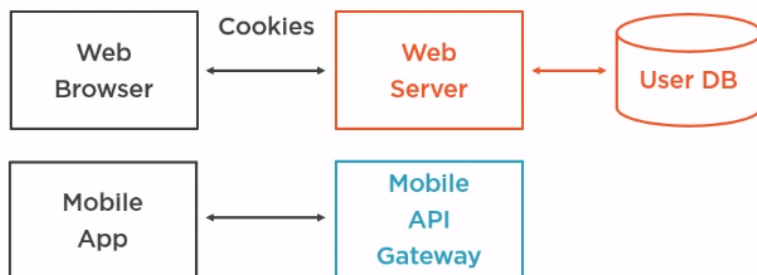 Cookies
Web
Browser
Web
Server
User DB
Mobile
App
Mobile
API
Gateway